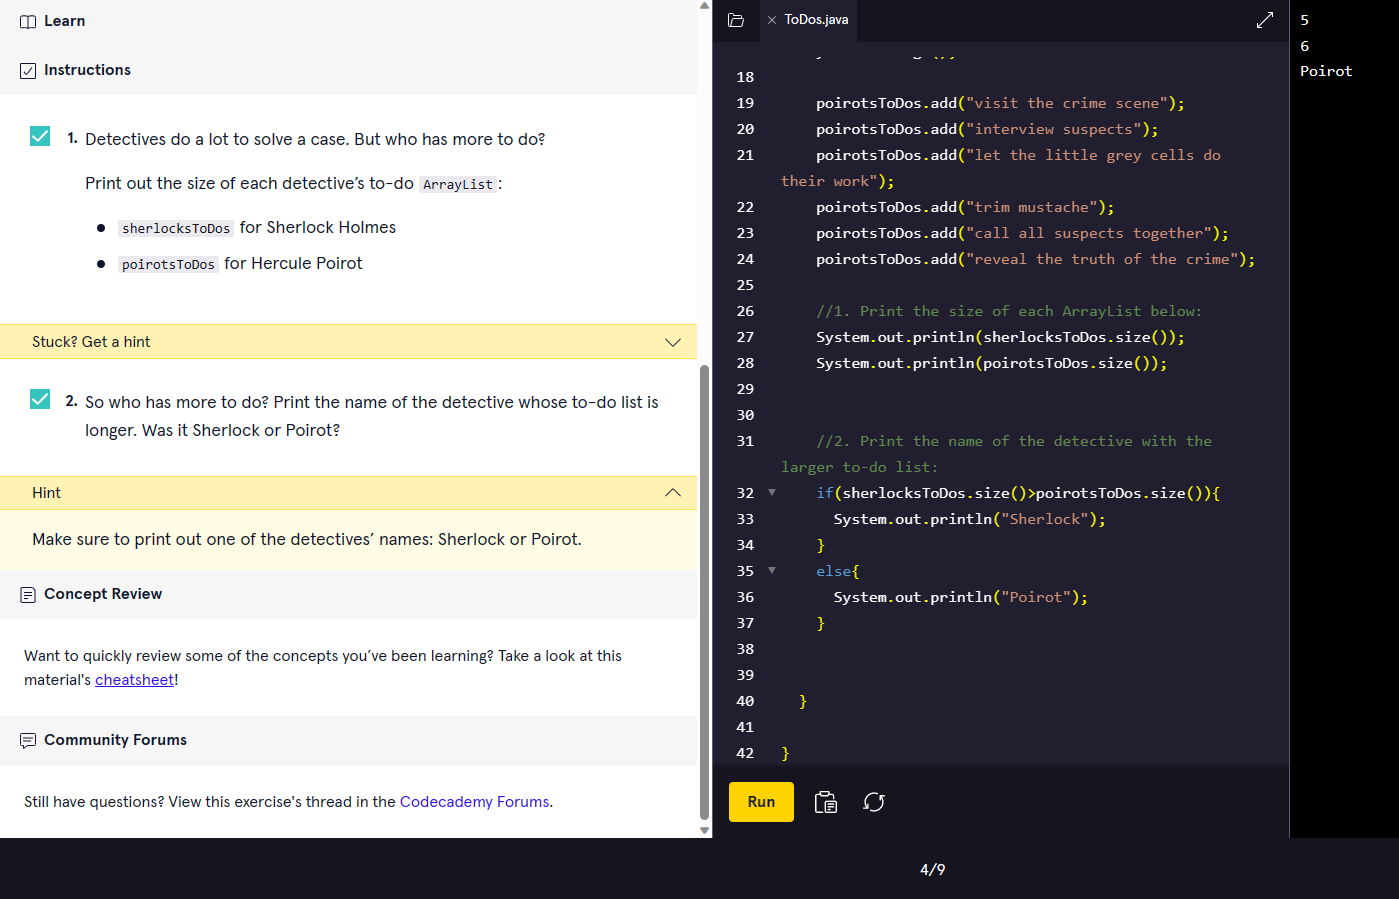 Learn
Instructions
1. Detectives do a lot to solve a case. But who has more to do?
Print out the size of each detective's to-do ArrayList:
● sherlocksToDos for Sherlock Holmes
● poirotsToDos for Hercule Poirot
Stuck? Get a hint
2. So who has more to do? Print the name of the detective whose to-do list is
longer. Was it Sherlock or Poirot?
Hint
Make sure to print out one of the detectives' names: Sherlock or Poirot.
Concept Review
Want to quickly review some of the concepts you've been learning? Take a look at this
material's cheatsheet!
Community Forums
Still have questions? View this exercise's thread in the Codecademy Forums.
ToDos.java
18
19 poirotsToDos.add("visit the crime scene");
20 poirotsToDos.add("interview suspects");
21 poirotsToDos.add("let the little grey cells do
their work");
22 poirotsToDos.add("trim mustache");
23 poirotsToDos.add("call all suspects together");
24 poirotsToDos.add("reveal the truth of the crime");
25
26 //1. Print the size of each ArrayList below:
27 System.out.println(sherlocksToDos.size());
28 System.out.println(poirotsToDos.size());
29
30
31 //2. Print the name of the detective with the
larger to-do list:
32 if(sherlocksToDos.size()>poirotsToDos.size()){
33 System.out.println("Sherlock");
34 }
35 else{
36 System.out.println("Poirot");
37 }
38
39
40 }
41
42 }
Run
5
6
Poirot
4/9